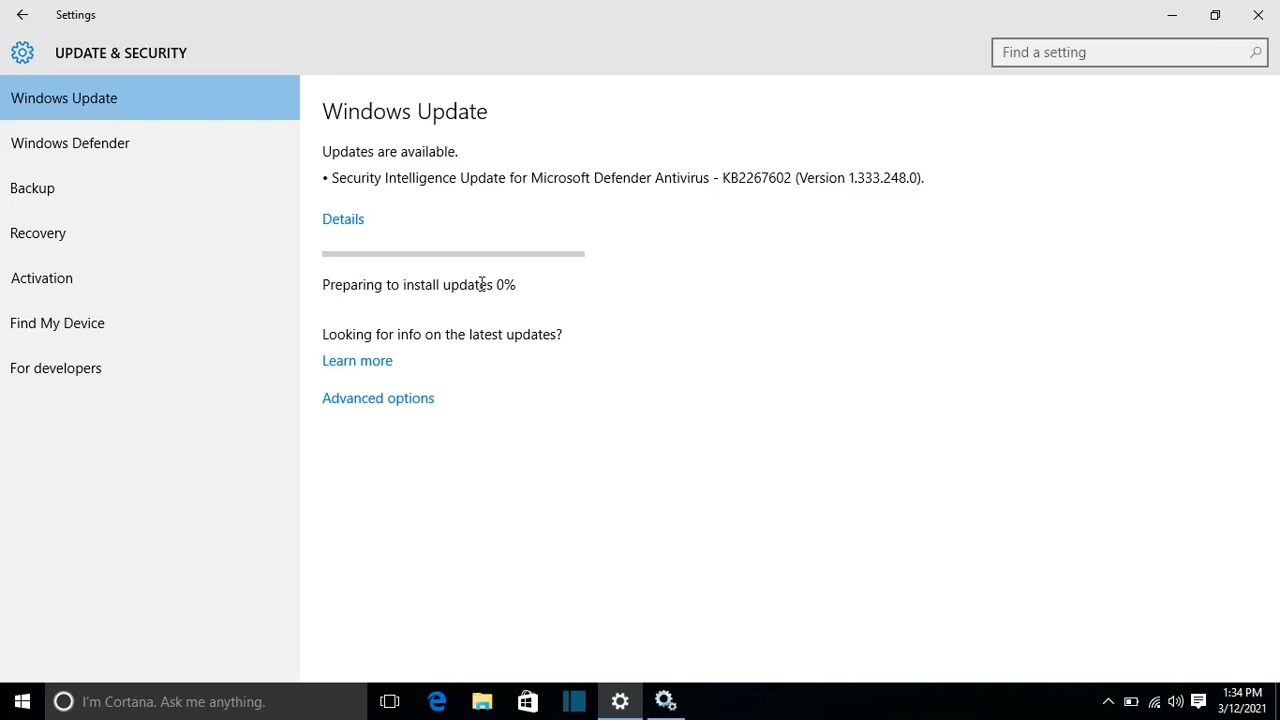 Settings
UPDATE & SECURITY
Find a setting
Windows Update
Windows Defender
Backup
Recovery
Activation
Find My Device
For developers
Windows Update
Updates are available.
• Security Intelligence Update for Microsoft Defender Antivirus - KB2267602 (Version 1.333.248.0).
Details
Preparing to install updates 0%
Looking for info on the latest updates?
Learn more
Advanced options
I'm Cortana. Ask me anything.
1:34 PM
3/12/2021